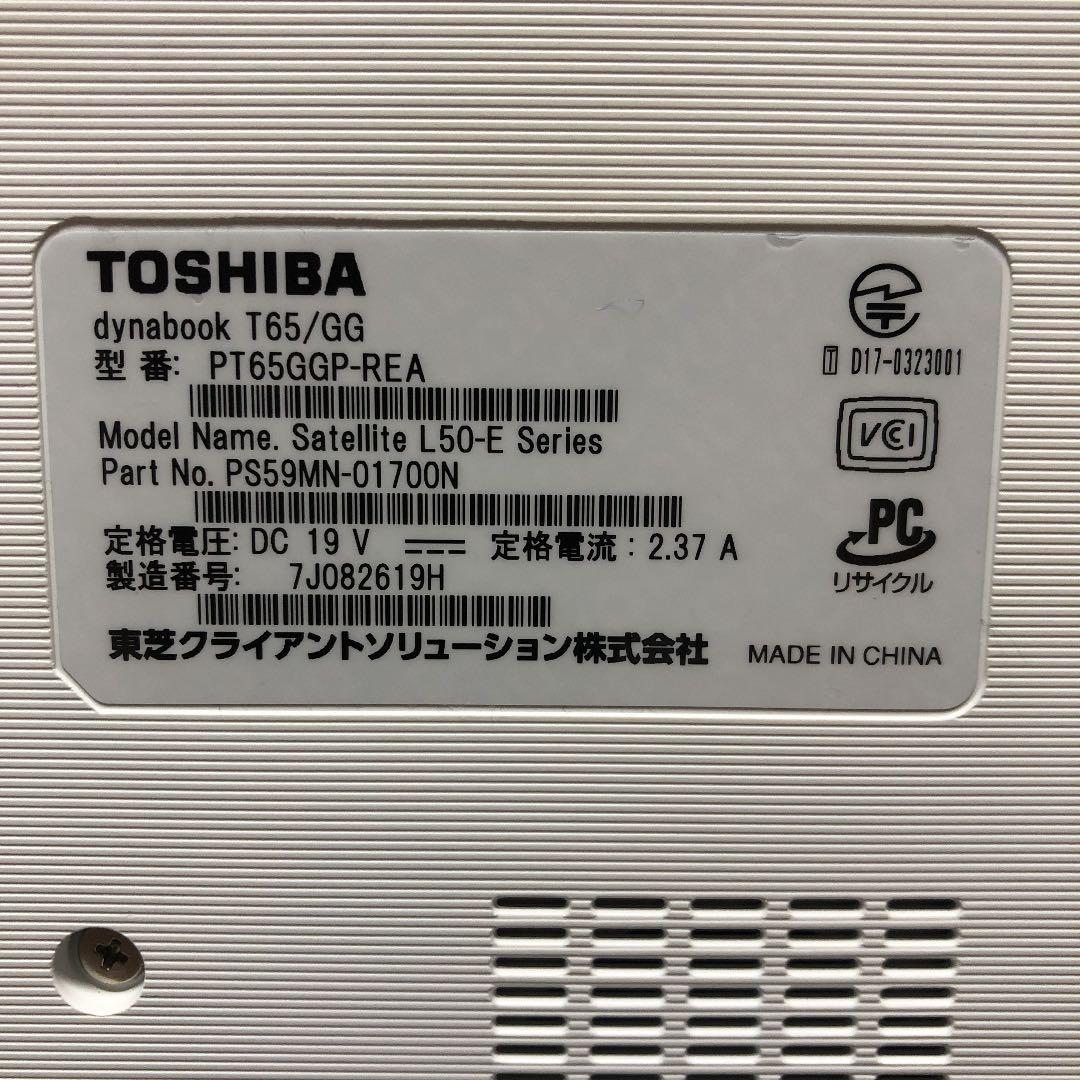 TOSHIBA
dynabook T65/GG
型 番: PT65GGP-REA
Model Name. Satellite L50-E Series
Part No. PS59MN-01700N
定格電圧: DC 19 V 定格電流 : 2.37 A
製造番号: 7J082619H
東芝クライアントソリューション株式会社
MADE IN CHINA
T D17-0323001
VCI
PC
リサイクル